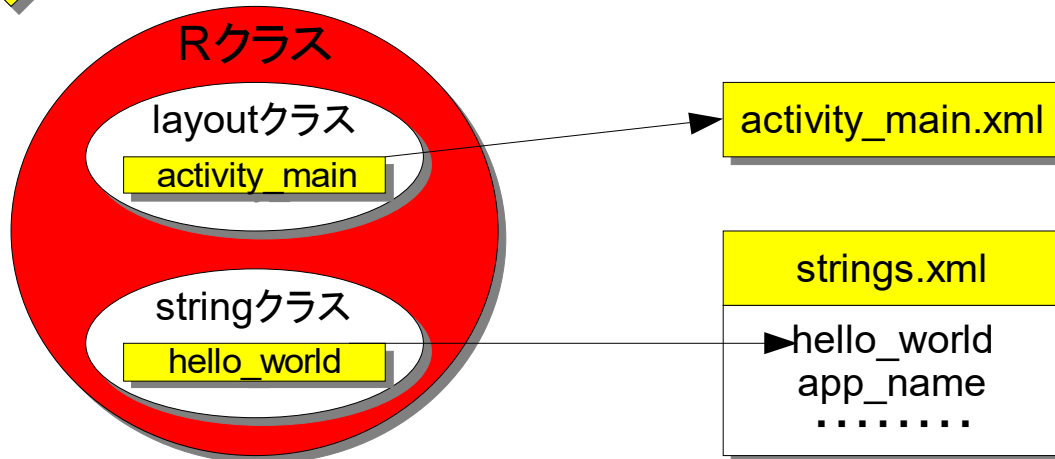 Rクラス
layoutクラス
activity_main
stringクラス
hello_world
activity_main.xml
strings.xml
hello_world
app_name
‥‥‥‥